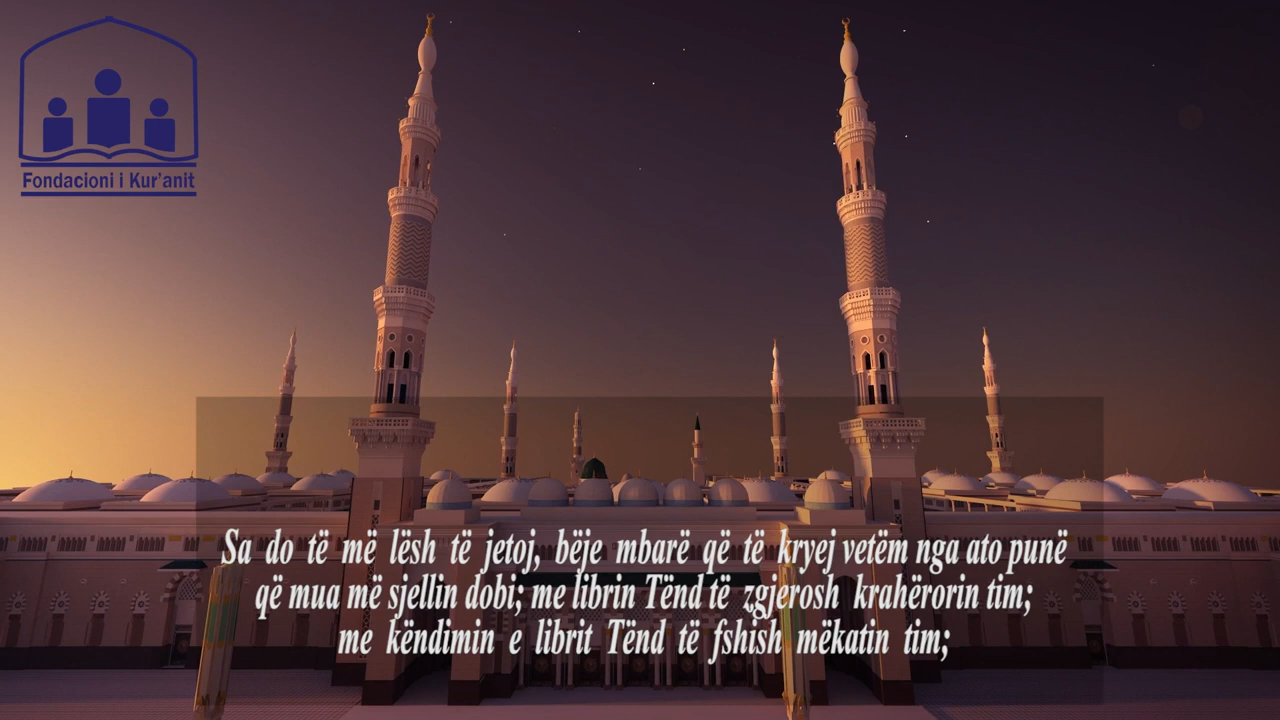 Fondacioni i Kur'anit
Sa do të më lësh të jetoj, bëje mbarë që të kryej vetëm nga ato punë
që mua më sjellin dobi; me librin Tënd të zgjerosh krahërorin tim;
me këndimin e librit Tënd të fshish mëkatin tim;